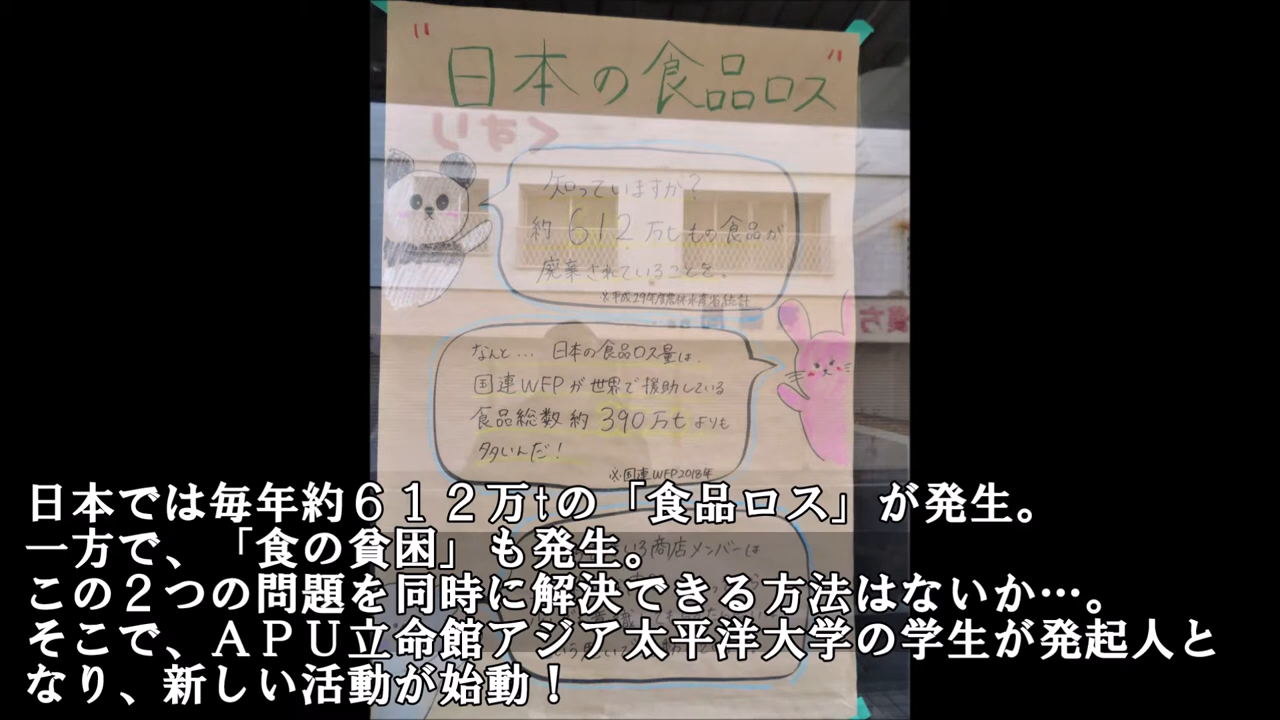 "日本の食品ロス"
くすり
知っていますか?
約612万tもの食品が
廃棄されていることを。
※平成29年度農林水産省統計
なんと... 日本の食品ロス量は、
国連WFPが世界で援助している
食品総数約390万tよりも
多いんだ!
※国連WFP2018年
いる商店メンバーは
日本では毎年約６１２万tの「食品ロス」が発生。
一方で、「食の貧困」も発生。
この２つの問題を同時に解決できる方法はないか…。
そこで、ＡＰＵ立命館アジア太平洋大学の学生が発起人と
なり、新しい活動が始動！